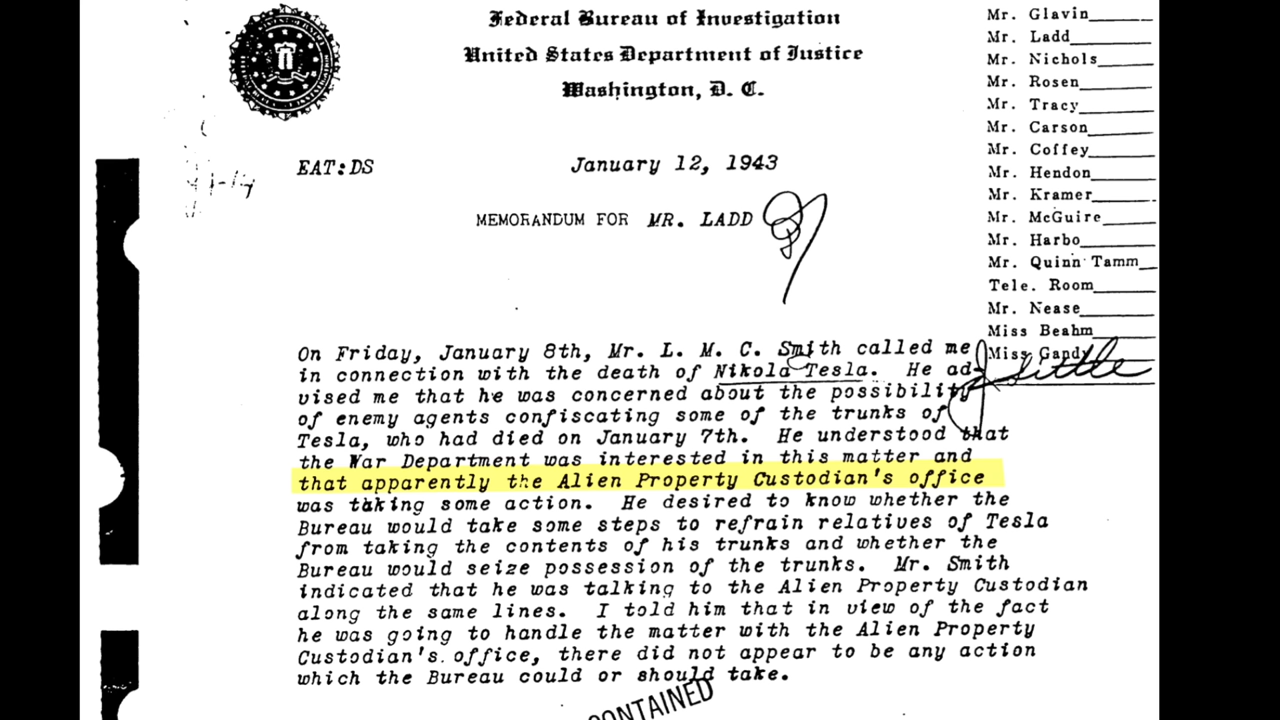 Federal Bureau of Investigation
United States Department of Justice
Washington, D. C.
Mr. Glavin
Mr. Ladd
Mr. Nichols
Mr. Rosen
Mr. Tracy
Mr. Carson
Mr. Coffey
Mr. Hendon
Mr. Kramer
Mr. McGuire
Mr. Harbo
Mr. Quinn Tamm
Tele. Room
Mr. Nease
Miss Beahm
Miss Gandy
EAT:DS
January 12, 1943
MEMORANDUM FOR MR. LADD
On Friday, January 8th, Mr. L. M. C. Smith called me
in connection with the death of Nikola Tesla. He ad-
vised me that he was concerned about the possibility
of enemy agents confiscating some of the trunks of
Tesla, who had died on January 7th. He understood that
the War Department was interested in this matter and
that apparently the Alien Property Custodian's office
was taking some action. He desired to know whether the
Bureau would take some steps to refrain relatives of Tesla
from taking the contents of his trunks and whether the
Bureau would seize possession of the trunks. Mr. Smith
indicated that he was talking to the Alien Property Custodian
along the same lines. I told him that in view of the fact
he was going to handle the matter with the Alien Property
Custodian's office, there did not appear to be any action
which the Bureau could or should take.
CONTAINED